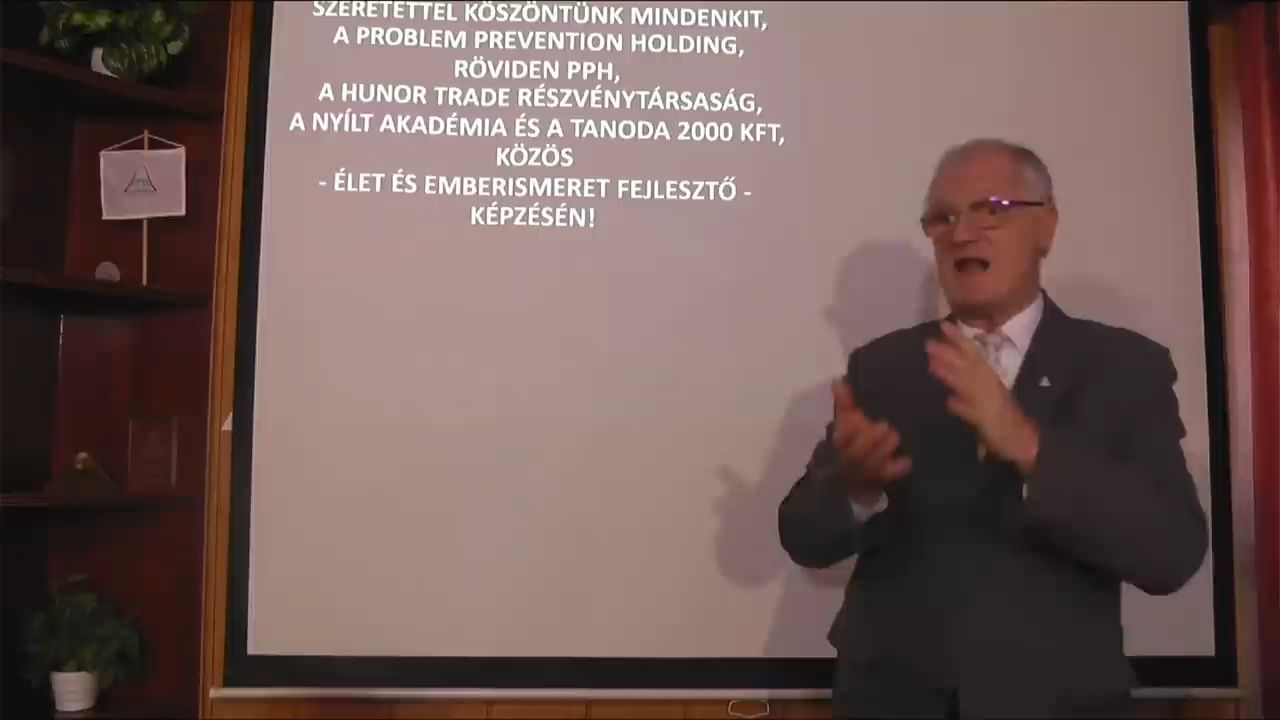 SZERETETTEL KÖSZÖNTÜNK MINDENKIT,
A PROBLEM PREVENTION HOLDING,
RÖVIDEN PPH,
A HUNOR TRADE RÉSZVÉNYTÁRSASÁG,
A NYÍLT AKADÉMIA ÉS A TANODA 2000 KFT,
KÖZÖS
- ÉLET ÉS EMBERISMERET FEJLESZTŐ -
KÉPZÉSÉN!